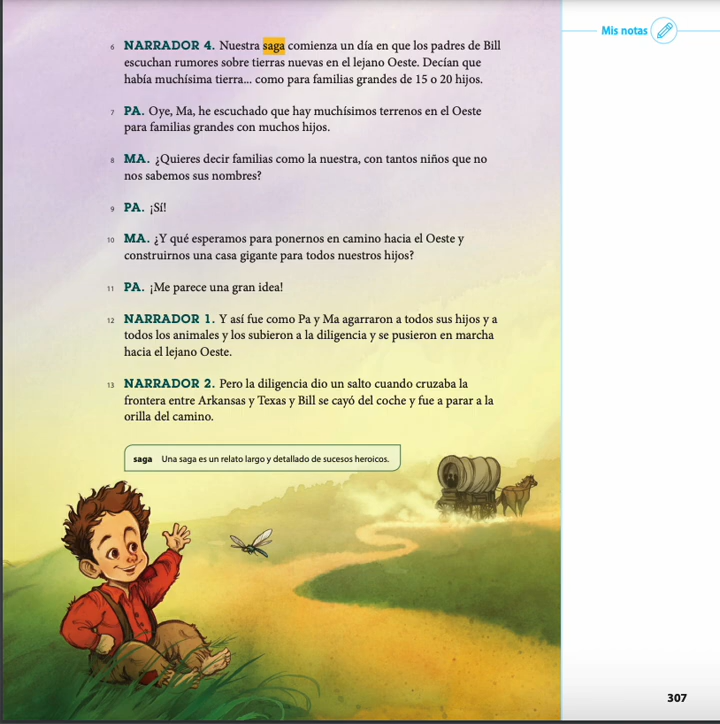 6 NARRADOR 4. Nuestra saga comienza un día en que los padres de Bill
escuchan rumores sobre tierras nuevas en el lejano Oeste. Decían que
había muchísima tierra... como para familias grandes de 15 o 20 hijos.
7 PA. Oye, Ma, he escuchado que hay muchísimos terrenos en el Oeste
para familias grandes con muchos hijos.
8 MA. ¿Quieres decir familias como la nuestra, con tantos niños que no
nos sabemos sus nombres?
9 PA. ¡Sí!
10 MA. ¿Y qué esperamos para ponernos en camino hacia el Oeste y
construirnos una casa gigante para todos nuestros hijos?
11 PA. ¡Me parece una gran idea!
12 NARRADOR 1. Y así fue como Pa y Ma agarraron a todos sus hijos y a
todos los animales y los subieron a la diligencia y se pusieron en marcha
hacia el lejano Oeste.
13 NARRADOR 2. Pero la diligencia dio un salto cuando cruzaba la
frontera entre Arkansas y Texas y Bill se cayó del coche y fue a parar a la
orilla del camino.
saga Una saga es un relato largo y detallado de sucesos heroicos.
Mis notas
307